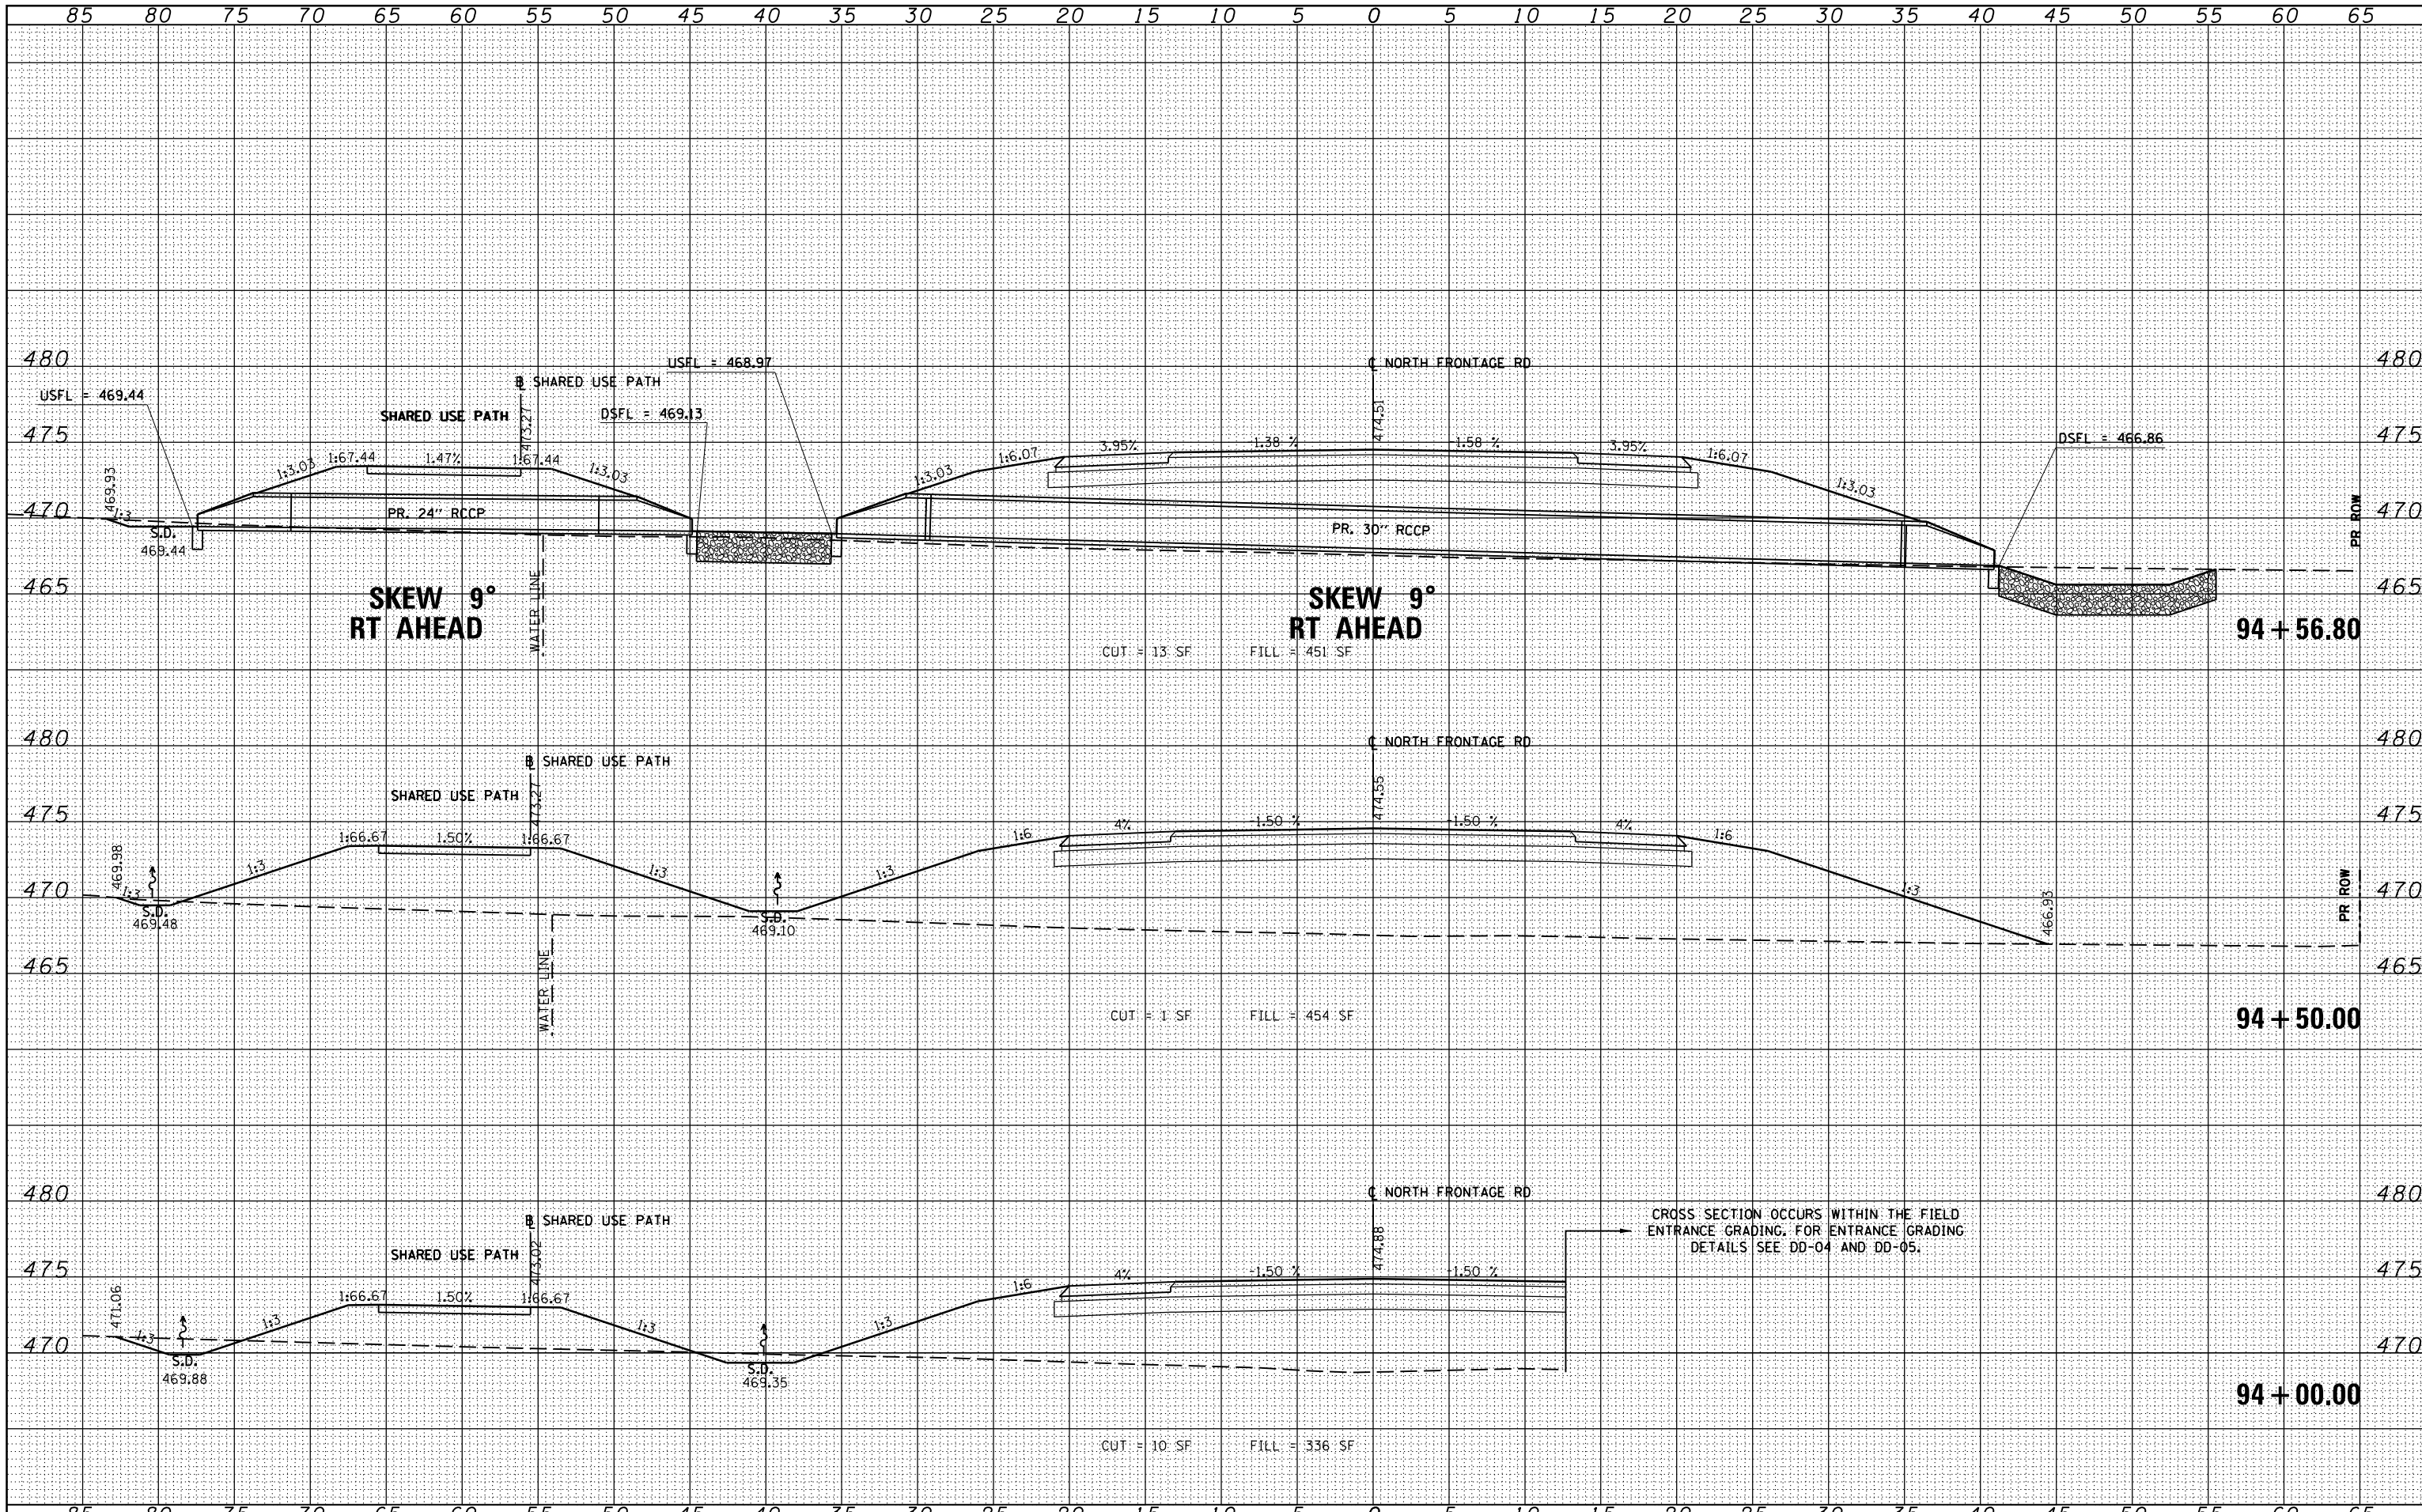 85 80 75 70 65 60 55 50 45 40 35 30 25 20 15 10 5 0 5 10 15 20 25 30 35 40 45 50 55 60 65
480 USFL = 468.97 ℄ NORTH FRONTAGE RD 480
USFL = 469.44 B SHARED USE PATH
SHARED USE PATH 473.27 DSFL = 469.13 474.51
475 3.95% -1.38 % -1.58 % 3.95% DSFL = 466.86 475
469.93 1:3.03 1:67.44 1.47% 1:67.44 1:3.03 1:3.03 1:6.07 1:6.07 1:3.03
470 1:3 PR. 24" RCCP 470
S.D. PR. 30" RCCP PR ROW
469.44
465 WATER LINE 465
SKEW 9° SKEW 9°
RT AHEAD RT AHEAD 94 + 56.80
CUT = 13 SF FILL = 451 SF
480 ℄ NORTH FRONTAGE RD 480
B SHARED USE PATH
SHARED USE PATH 473.27 474.55
475 4% -1.50 % -1.50 % 4% 475
1:66.67 1.50% 1:66.67 1:6 1:6
469.98 1:3 1:3 1:3
470 1:3 1:3 PR ROW 470
S.D. S.D. 466.93
469.48 469.10
465 WATER LINE 465
CUT = 1 SF FILL = 454 SF 94 + 50.00
480 ℄ NORTH FRONTAGE RD 480
B SHARED USE PATH CROSS SECTION OCCURS WITHIN THE FIELD
ENTRANCE GRADING. FOR ENTRANCE GRADING
SHARED USE PATH 473.02 474.88 DETAILS SEE DD-04 AND DD-05.
475 1:6 4% -1.50 % -1.50 % 475
471.06 1:66.67 1.50% 1:66.67
1:3 1:3 1:3 1:3
470 S.D. S.D. 470
469.88 469.35
94 + 00.00
CUT = 10 SF FILL = 336 SF
85 80 75 70 65 60 55 50 45 40 35 30 25 20 15 10 5 0 5 10 15 20 25 30 35 40 45 50 55 60 65